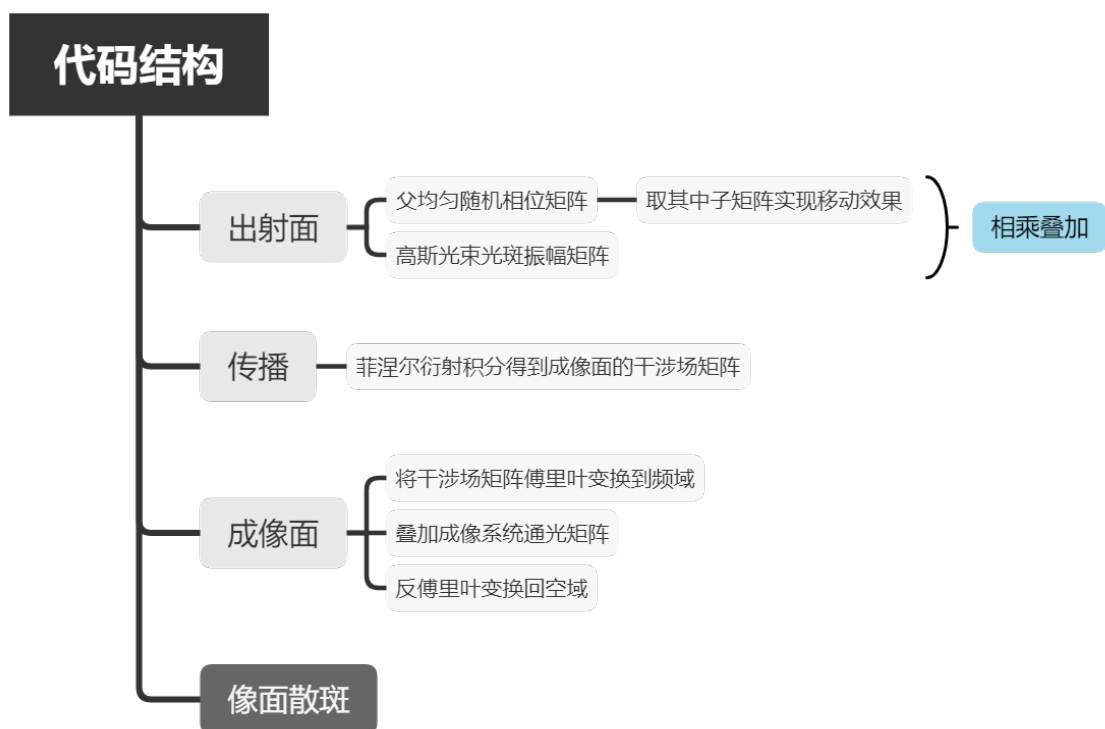 代码结构
出射面
父均匀随机相位矩阵
取其中子矩阵实现移动效果
高斯光束光斑振幅矩阵
相乘叠加
传播
菲涅尔衍射积分得到成像面的干涉场矩阵
成像面
将干涉场矩阵傅里叶变换到频域
叠加成像系统通光矩阵
反傅里叶变换回空域
像面散斑